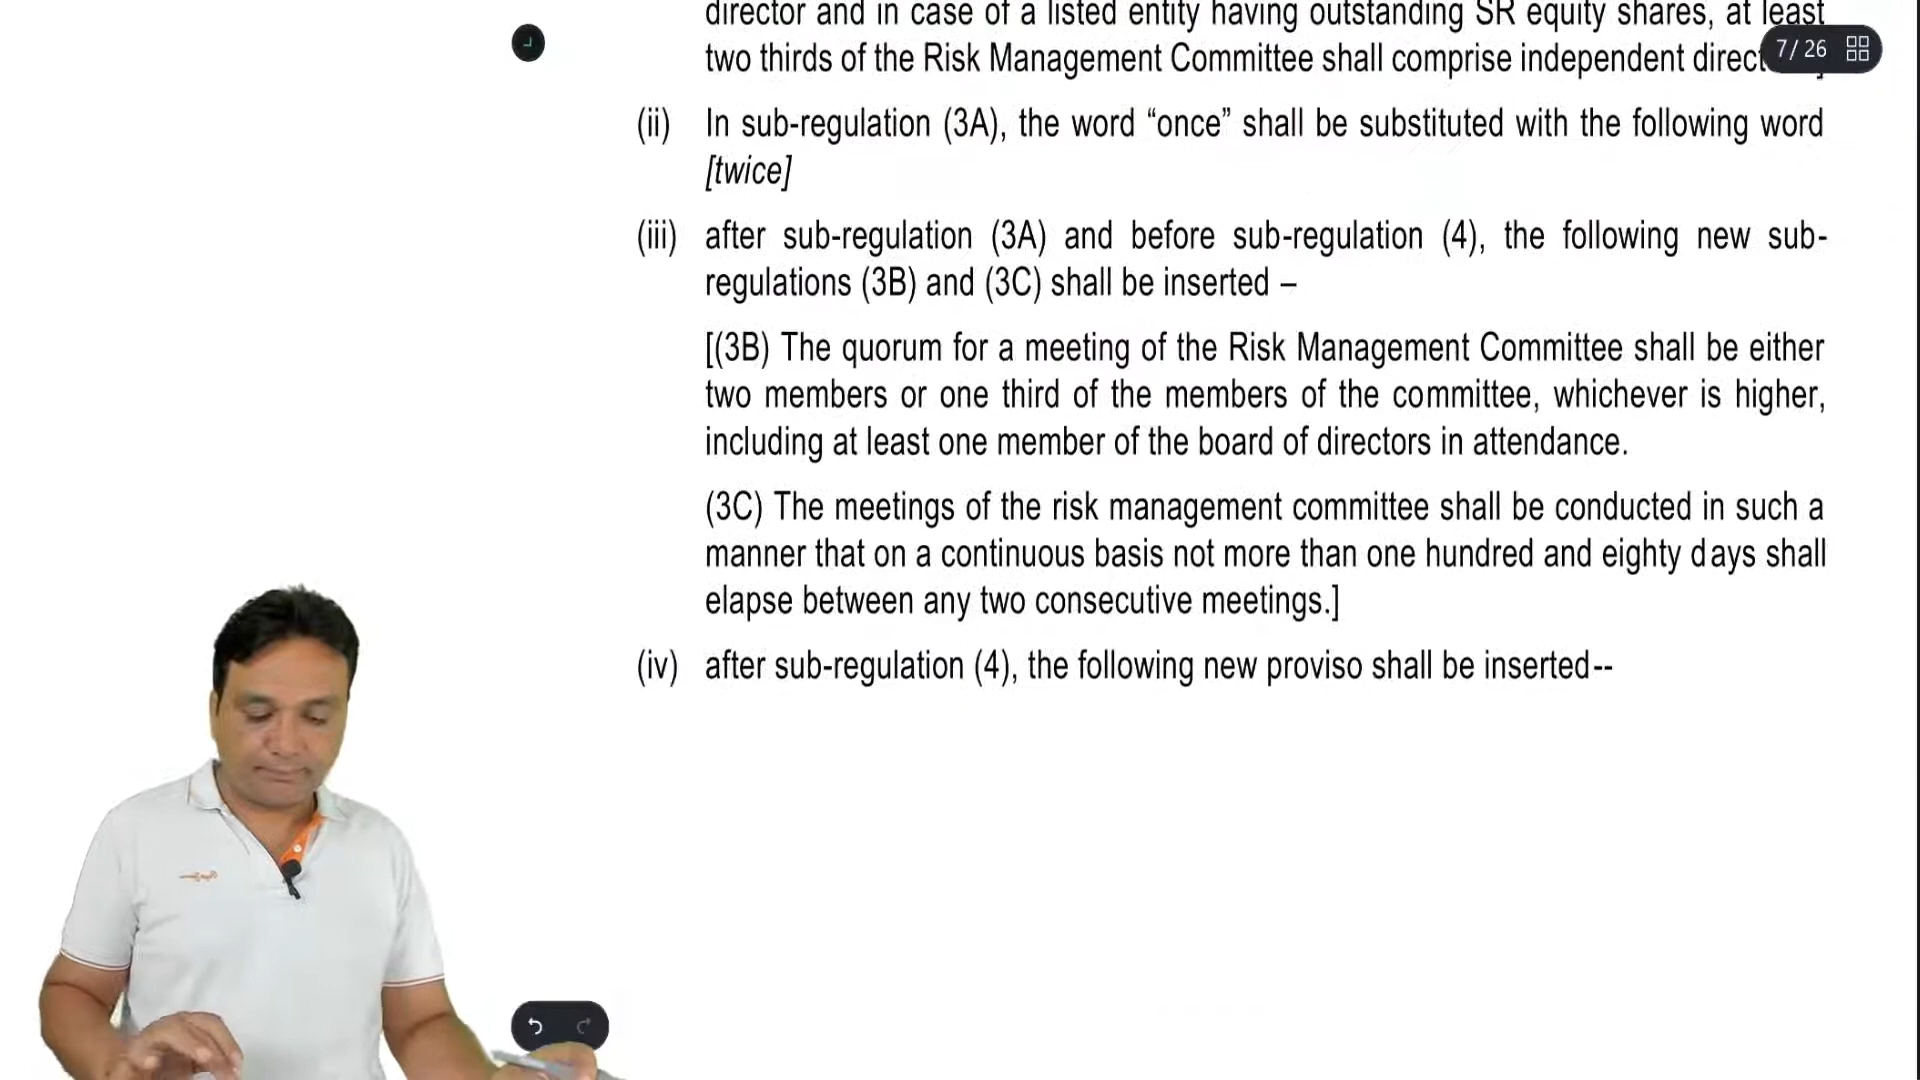 director and in case of a listed entity having outstanding SR equity shares, at least
two thirds of the Risk Management Committee shall comprise independent
7/ 26
(ii) In sub-regulation (3A), the word “once” shall be substituted with the following word
[twice]
(iii) after sub-regulation (3A) and before sub-regulation (4), the following new sub-
regulations (3B) and (3C) shall be inserted –
[(3B) The quorum for a meeting of the Risk Management Committee shall be either
two members or one third of the members of the committee, whichever is higher,
including at least one member of the board of directors in attendance.
(3C) The meetings of the risk management committee shall be conducted in such a
manner that on a continuous basis not more than one hundred and eighty days shall
elapse between any two consecutive meetings.]
(iv) after sub-regulation (4), the following new proviso shall be inserted--